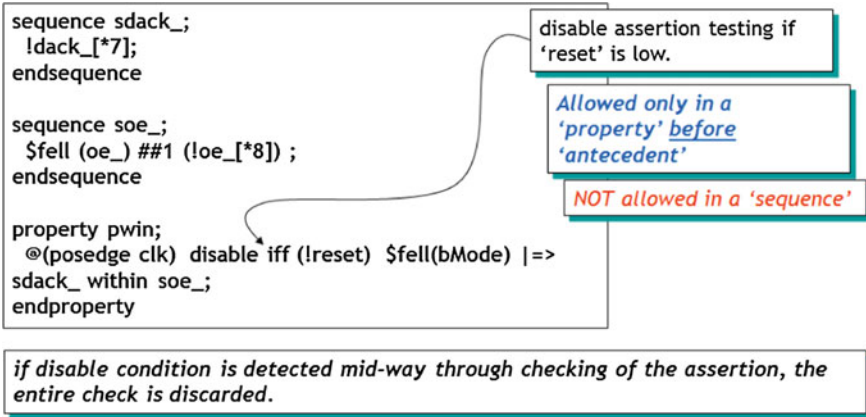 sequence sdack_;
!dack_[*7];
endsequence
sequence soe_;
$fell (oe_) ##1 (!oe_[*8]) ;
endsequence
property pwin;
@(posedge clk) disable iff (!reset) $fell(bMode) |=>
sdack_ within soe_;
endproperty
disable assertion testing if
‘reset’ is low.
Allowed only in a
‘property’ before
‘antecedent’
NOT allowed in a ‘sequence’
if disable condition is detected mid-way through checking of the assertion, the
entire check is discarded.